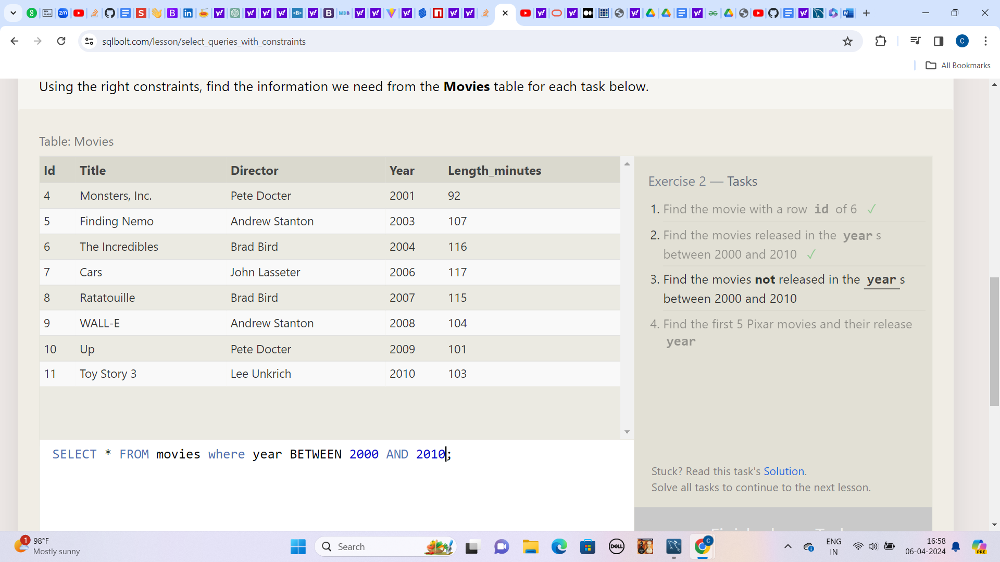 sqlbolt.com/lesson/select_queries_with_constraints
All Bookmarks
Using the right constraints, find the information we need from the Movies table for each task below.
Table: Movies
Id Title Director Year Length_minutes
4 Monsters, Inc. Pete Docter 2001 92
5 Finding Nemo Andrew Stanton 2003 107
6 The Incredibles Brad Bird 2004 116
7 Cars John Lasseter 2006 117
8 Ratatouille Brad Bird 2007 115
9 WALL-E Andrew Stanton 2008 104
10 Up Pete Docter 2009 101
11 Toy Story 3 Lee Unkrich 2010 103
SELECT * FROM movies where year BETWEEN 2000 AND 2010;
Exercise 2 — Tasks
1. Find the movie with a row id of 6 ✓
2. Find the movies released in the year s
between 2000 and 2010 ✓
3. Find the movies not released in the year s
between 2000 and 2010
4. Find the first 5 Pixar movies and their release
year
Stuck? Read this task's Solution.
Solve all tasks to continue to the next lesson.
1
98°F
Mostly sunny
Search
DELL
ENG
IN
16:58
06-04-2024
PRE